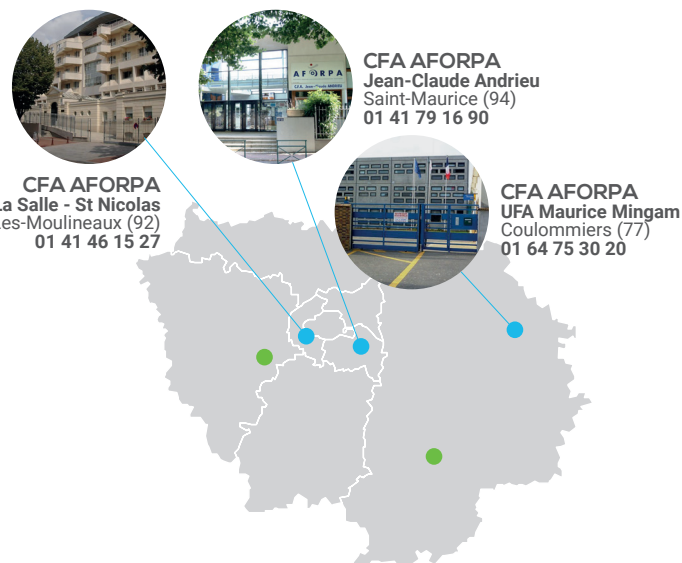 CFA AFORPA
Jean-Claude Andrieu
Saint-Maurice (94)
01 41 79 16 90
CFA AFORPA
La Salle - St Nicolas
Les-Moulineaux (92)
01 41 46 15 27
CFA AFORPA
UFA Maurice Mingam
Coulommiers (77)
01 64 75 30 20
AFORPA